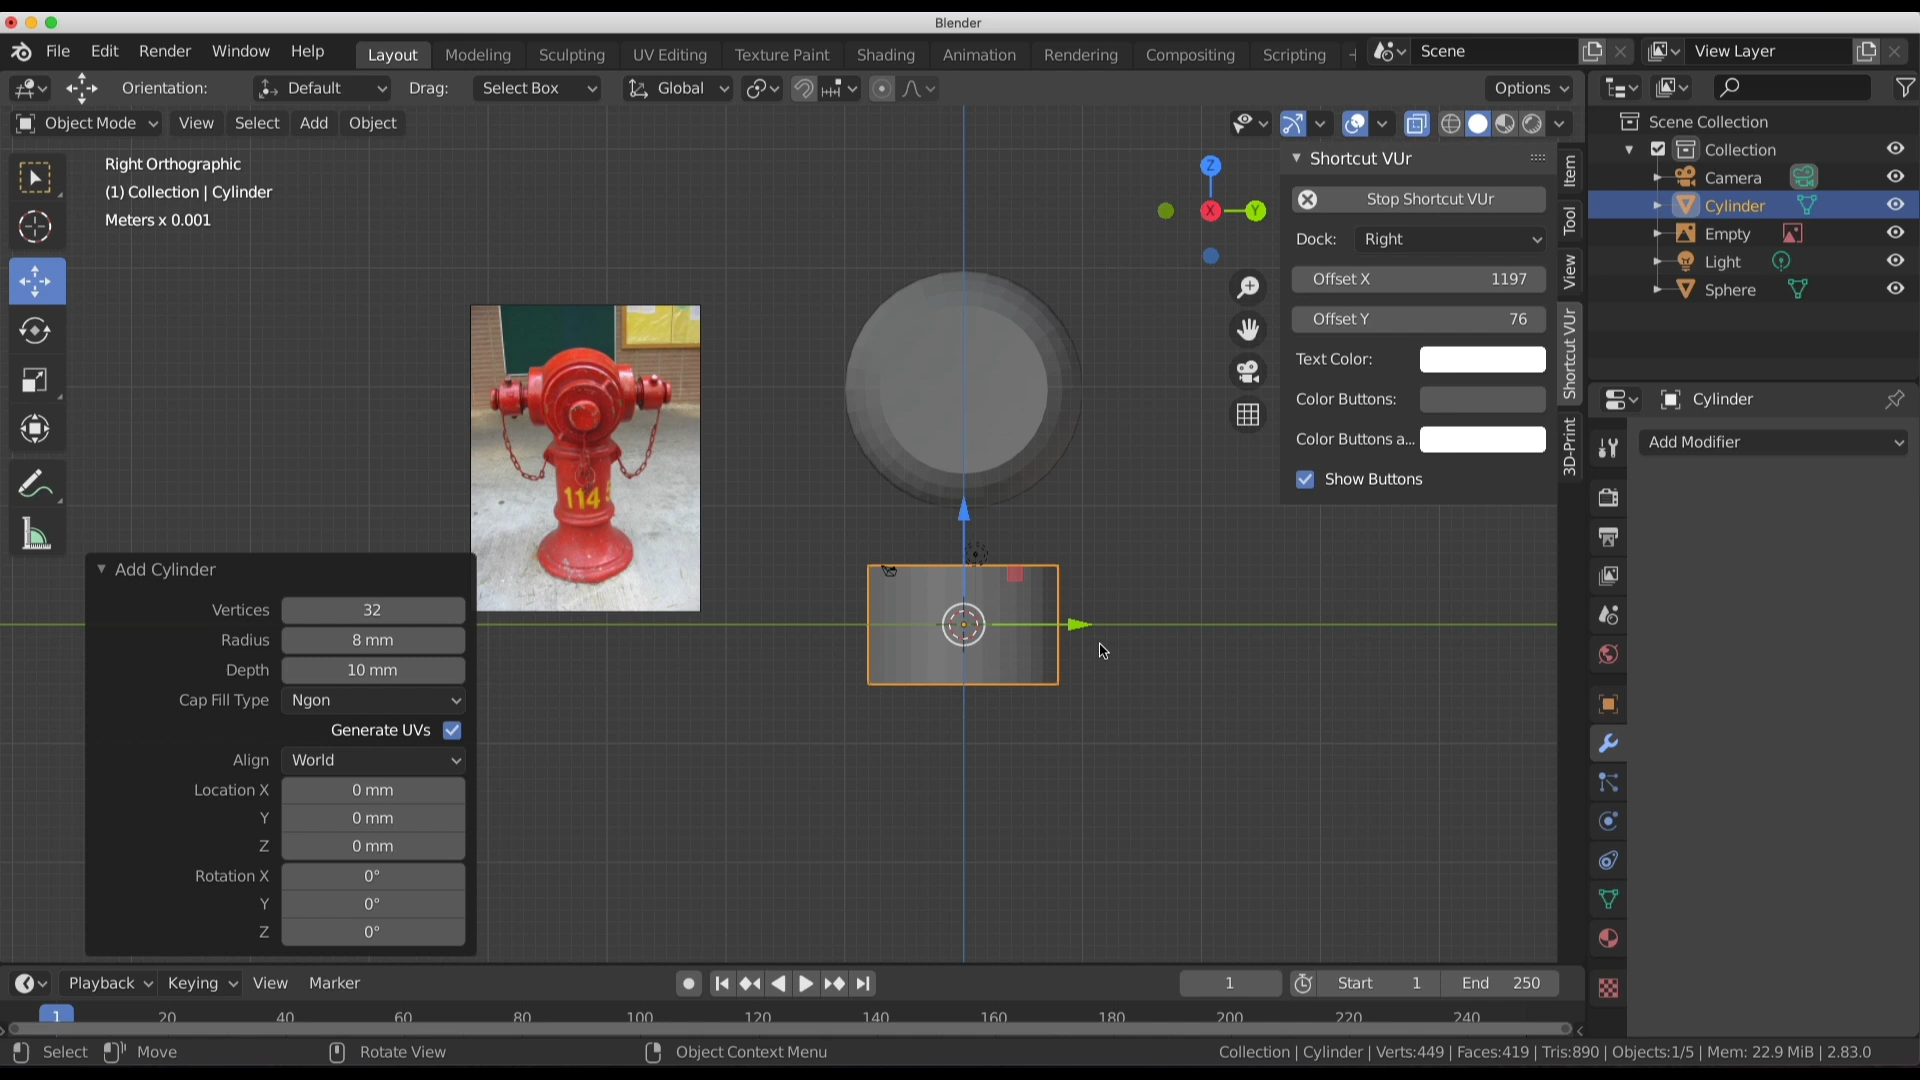 Blender
File Edit Render Window Help Layout Modeling Sculpting UV Editing Texture Paint Shading Animation Rendering Compositing Scripting Scene View Layer
Orientation: Default Drag: Select Box Global Options
Object Mode View Select Add Object
Right Orthographic
(1) Collection | Cylinder
Meters x 0.001
Z
X
Y
Shortcut VUr
Stop Shortcut VUr
Dock: Right
Offset X 1197
Offset Y 76
Text Color:
Color Buttons:
Color Buttons a...
Show Buttons
Item
Tool
View
Shortcut VUr
3D-Print
Scene Collection
Collection
Camera
Cylinder
Empty
Light
Sphere
Cylinder
Add Modifier
114
Add Cylinder
Vertices 32
Radius 8 mm
Depth 10 mm
Cap Fill Type Ngon
Generate UVs
Align World
Location X 0 mm
Y 0 mm
Z 0 mm
Rotation X 0°
Y 0°
Z 0°
Playback Keying View Marker 1 Start 1 End 250
1 20 40 60 80 100 120 140 160 180 200 220 240
Select Move Rotate View Object Context Menu Collection | Cylinder | Verts:449 | Faces:419 | Tris:890 | Objects:1/5 | Mem: 22.9 MiB | 2.83.0